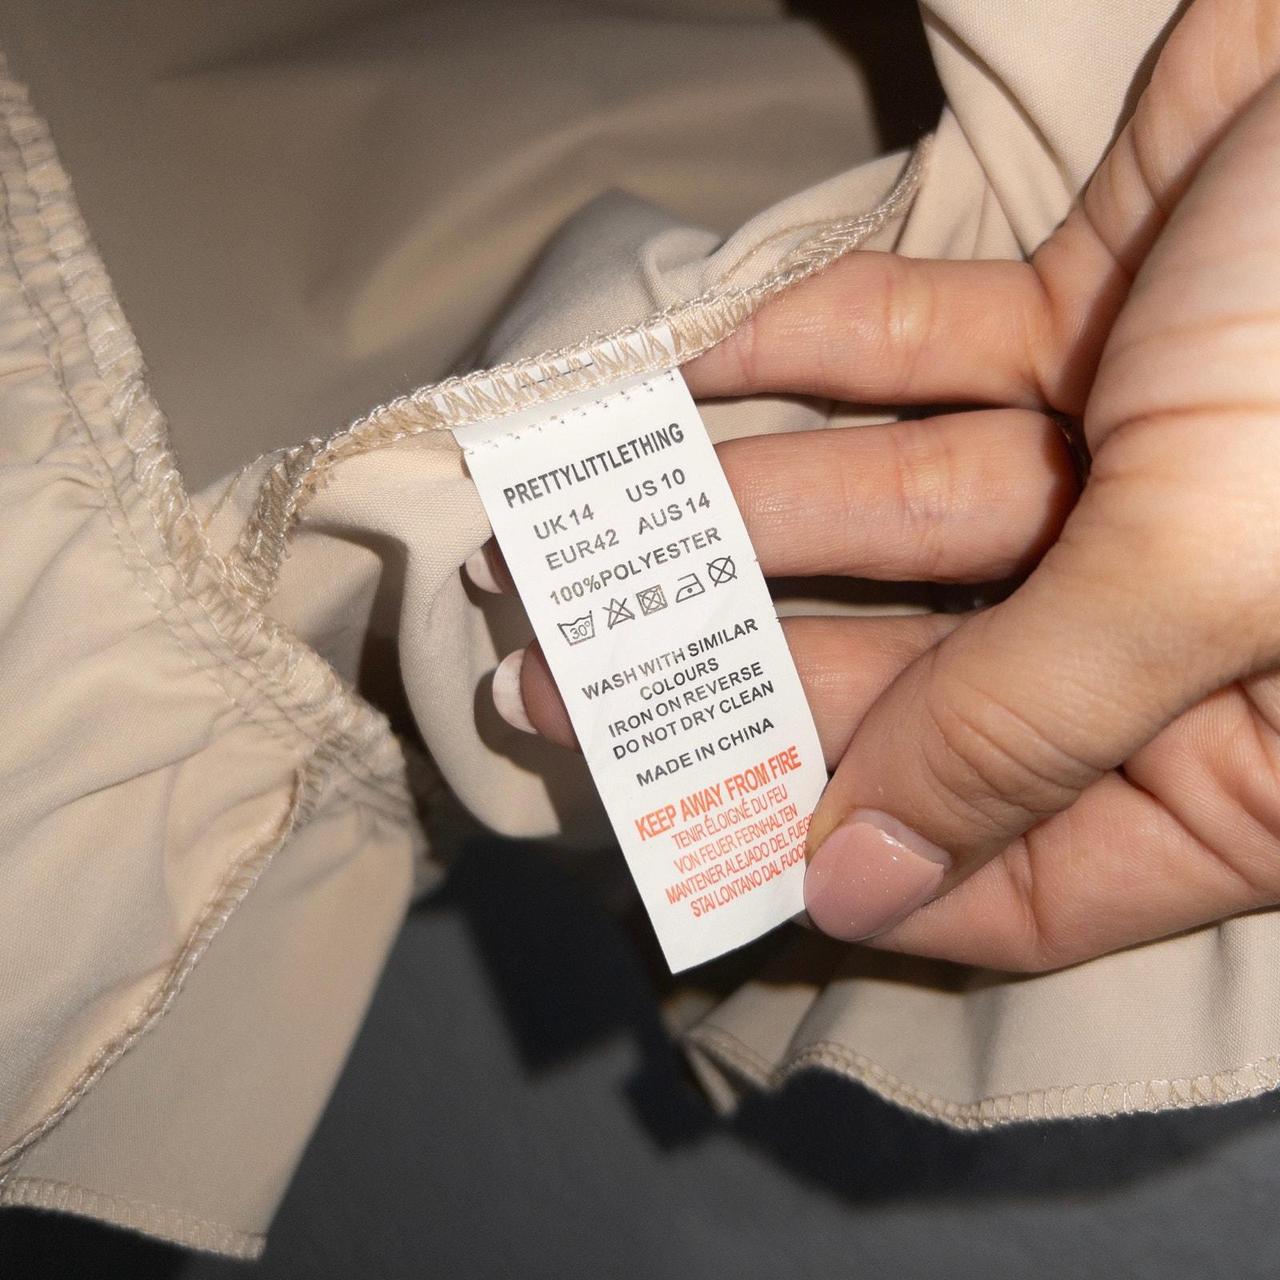 PRETTYLITTLETHING
UK 14 US 10
EUR42 AUS 14
100%POLYESTER
30°
WASH WITH SIMILAR
COLOURS
IRON ON REVERSE
DO NOT DRY CLEAN
MADE IN CHINA
KEEP AWAY FROM FIRE
TENIR ÉLOIGNÉ DU FEU
VON FEUER FERNHALTEN
MANTENER ALEJADO DEL FUEGO
STAI LONTANO DAL FUOCO